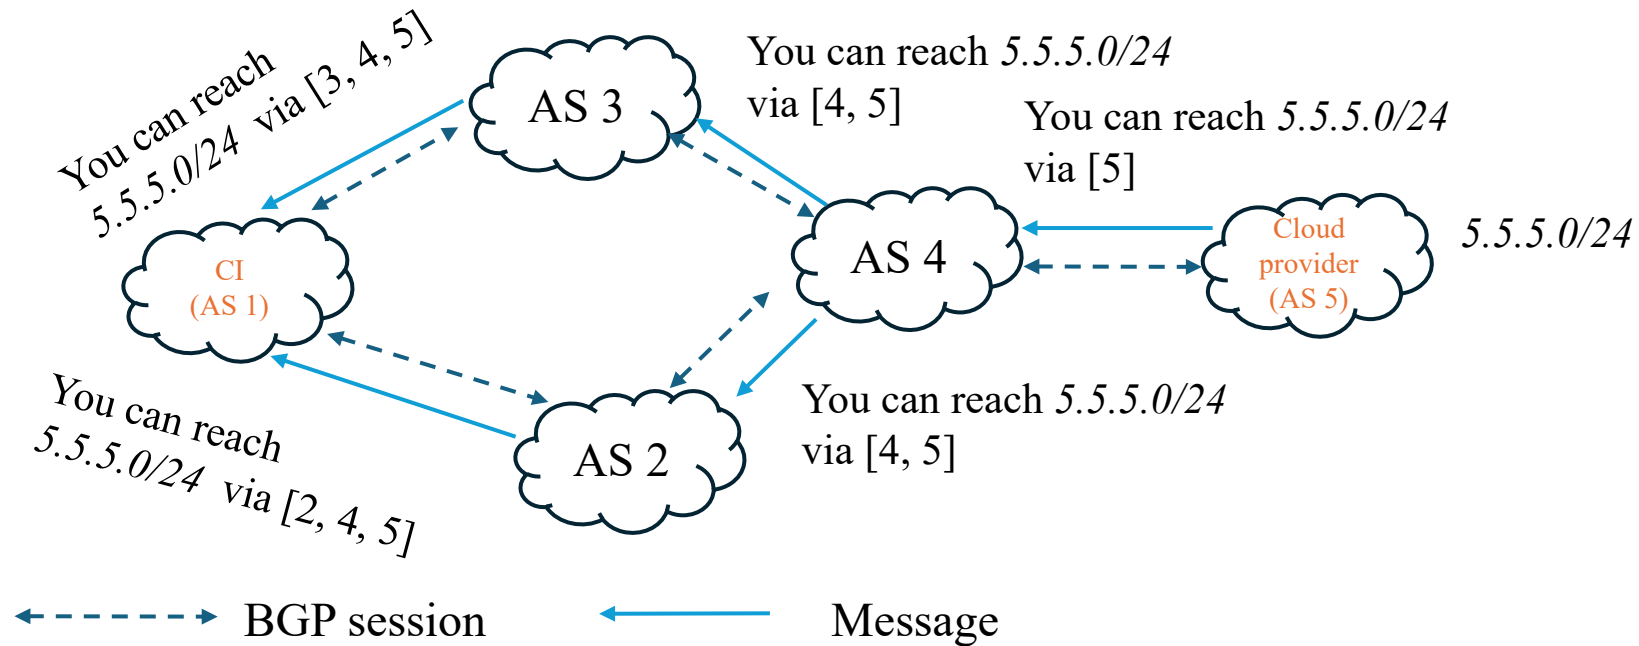 You can reach
5.5.5.0/24 via [3, 4, 5]
AS 3
You can reach 5.5.5.0/24
via [4, 5]
You can reach 5.5.5.0/24
via [5]
CI
(AS 1)
AS 4
Cloud
provider
(AS 5)
5.5.5.0/24
You can reach
5.5.5.0/24 via [2, 4, 5]
AS 2
You can reach 5.5.5.0/24
via [4, 5]
BGP session
Message